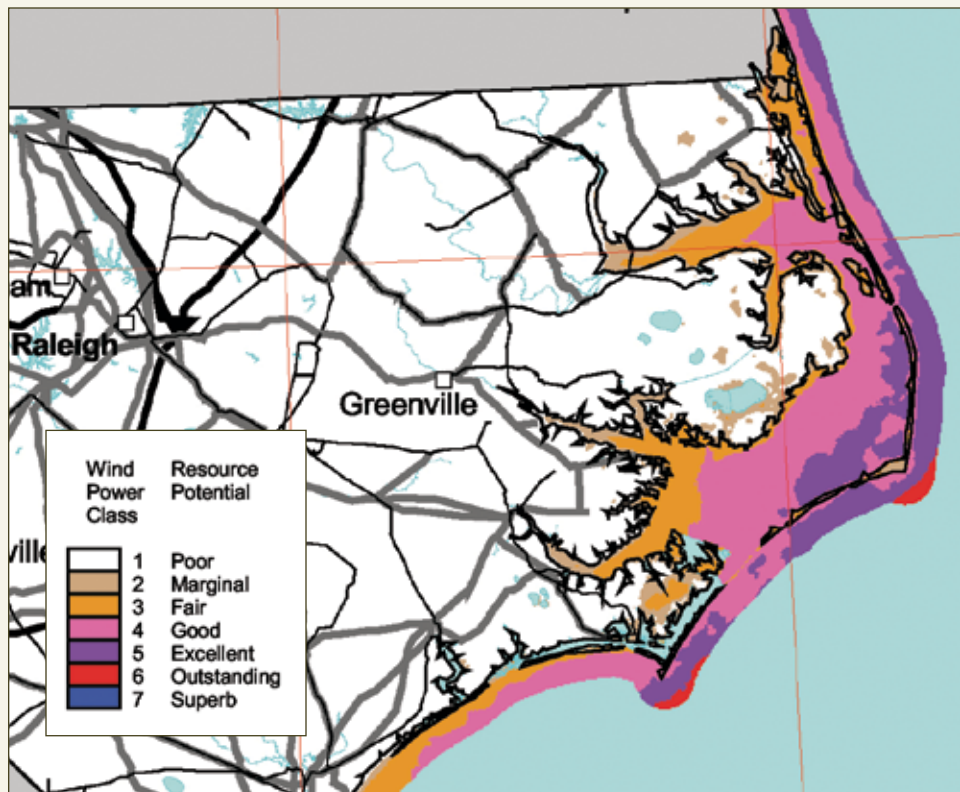 am
Raleigh
Greenville
ville
Wind Resource
Power Potential
Class
1 Poor
2 Marginal
3 Fair
4 Good
5 Excellent
6 Outstanding
7 Superb